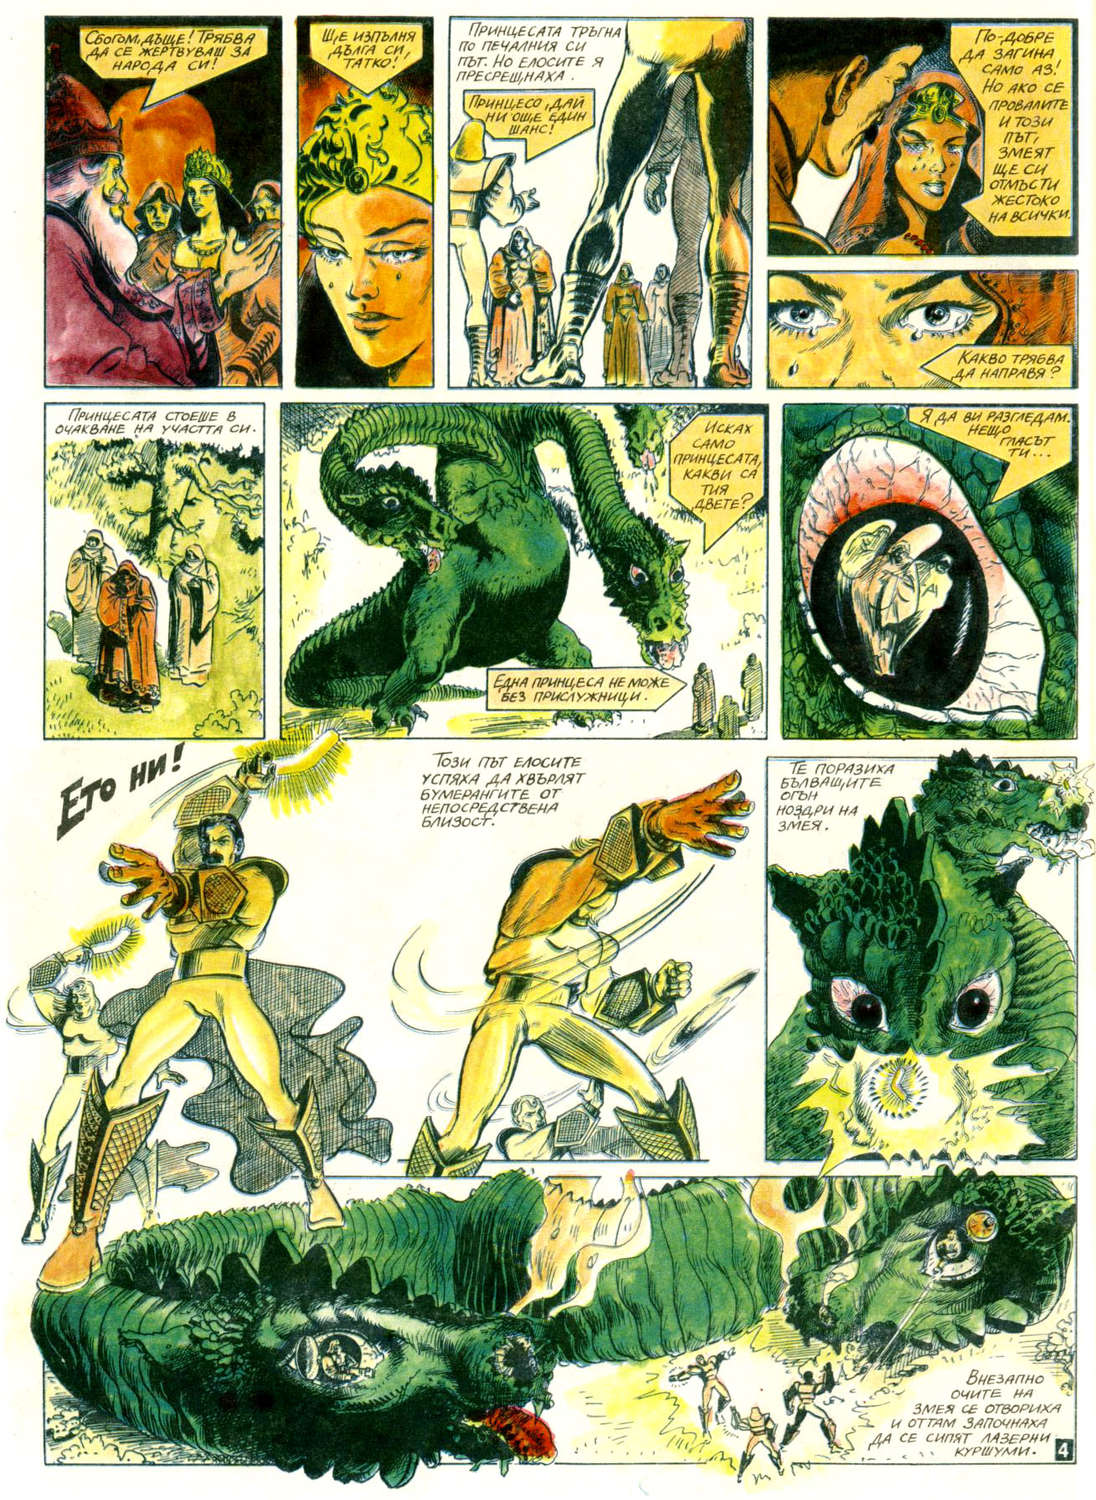 СБОГОМ, ДЪЩЕ! ТРЯБВА
ДА СЕ ЖЕРТВУВАШ ЗА
НАРОДА СИ!
ЩЕ ИЗПЪЛНЯ
ДЪЛГА СИ,
ТАТКО!
ПРИНЦЕСАТА ТРЪГНА
ПО ПЕЧАЛНИЯ СИ
ПЪТ. НО ЕЛОСИТЕ Я
ПРЕСРЕЩНАХА.
ПРИНЦЕСО, ДАЙ
НИ ОЩЕ ЕДИН
ШАНС!
ПО-ДОБРЕ
ДА ЗАГИНА
САМО АЗ!
НО АКО СЕ
ПРОВАЛИТЕ
И ТОЗИ
ПЪТ,
ЗМЕЯТ
ЩЕ СИ
ОТМЪСТИ
ЖЕСТОКО
НА ВСИЧКИ.
КАКВО ТРЯБВА
ДА НАПРАВЯ?
ПРИНЦЕСАТА СТОЕШЕ В
ОЧАКВАНЕ НА УЧАСТТА СИ.
ИСКАХ
САМО
ПРИНЦЕСАТА,
КАКВИ СА
ТИЯ
ДВЕТЕ?
ЕДНА ПРИНЦЕСА НЕ МОЖЕ
БЕЗ ПРИСЛУЖНИЦИ.
Я ДА ВИ РАЗГЛЕДАМ.
НЕЩО
ГЛАСЪТ
ТИ...
ЕТО НИ!
ТОЗИ ПЪТ ЕЛОСИТЕ
УСПЯХА ДА ХВЪРЛЯТ
БУМЕРАНГИТЕ ОТ
НЕПОСРЕДСТВЕНА
БЛИЗОСТ.
ТЕ ПОРАЗИХА
БЪЛВАЩИТЕ
ОГЪН
НОЗДРИ НА
ЗМЕЯ.
ВНЕЗАПНО
ОЧИТЕ НА
ЗМЕЯ СЕ ОТВОРИХА
И ОТТАМ ЗАПОЧНАХА
ДА СЕ СИПЯТ ЛАЗЕРНИ
КУРШУМИ.
4